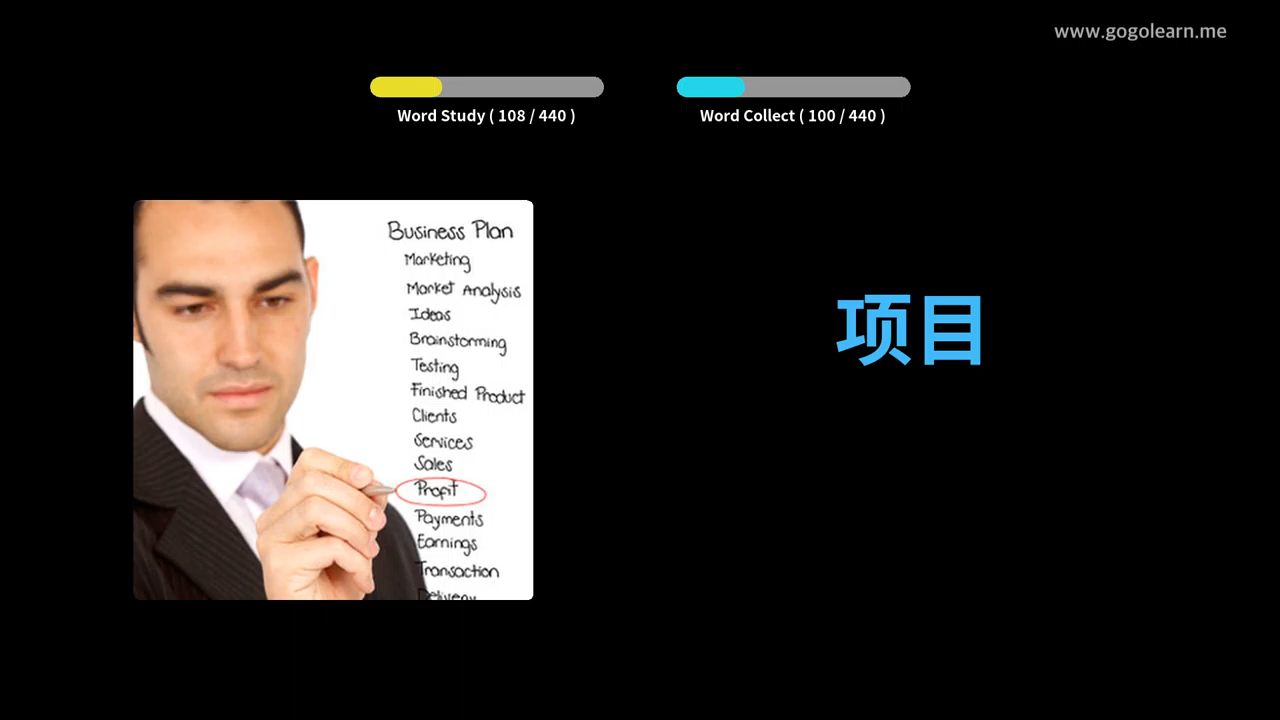 www.gogolearn.me
Word Study ( 108 / 440 )
Word Collect ( 100 / 440 )
Business Plan
Marketing
Market Analysis
Ideas
Brainstorming
Testing
Finished Product
Clients
Services
Sales
Profit
Payments
Earnings
Transaction
Delivery
项目